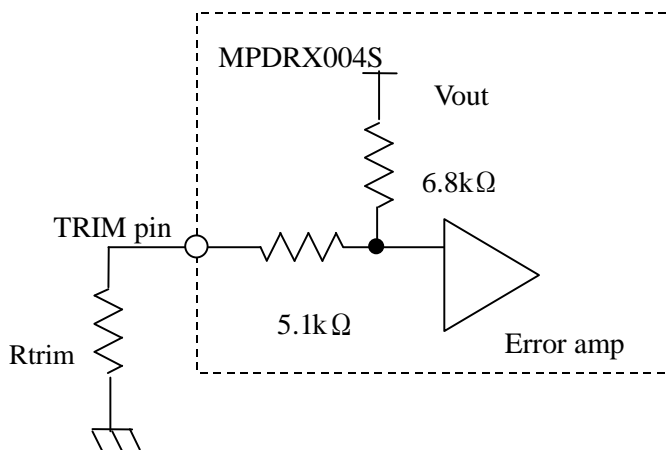 MPDRX004S
Vout
6.8kΩ
TRIM pin
5.1kΩ
Rtrim
Error amp